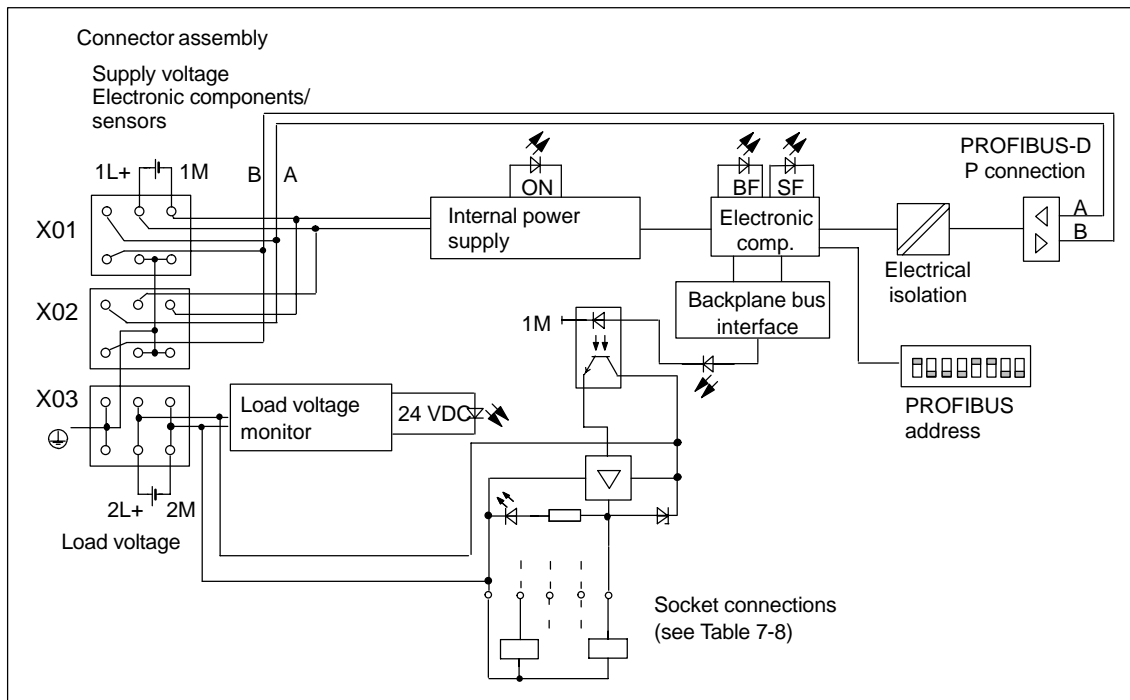 Connector assembly
Supply voltage
Electronic components/
sensors
1L+
1M
B
A
ON
BF
SF
PROFIBUS-D
P connection
X01
Internal power
supply
Electronic
comp.
A
B
Electrical
isolation
X02
Backplane bus
interface
1M
X03
Load voltage
monitor
24 VDC
PROFIBUS
address
2L+
2M
Load voltage
Socket connections
(see Table 7-8)